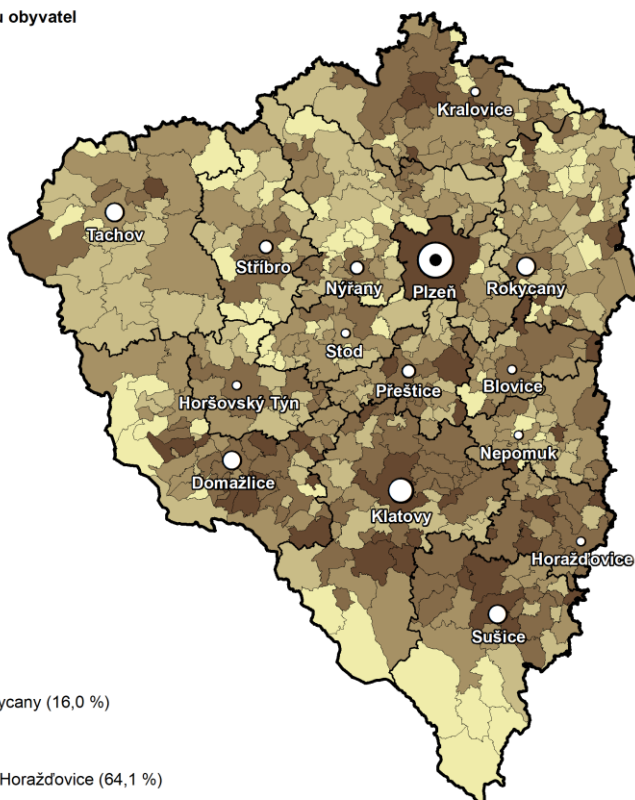 u obyvatel
Kralovice
Tachov
Stříbro
Nýřany
Plzeň
Rokycany
Stod
Přeštice
Blovice
Horšovský Týn
Nepomuk
Domažlice
Klatovy
Horažďovice
Sušice
ycany (16,0 %)
Horažďovice (64,1 %)